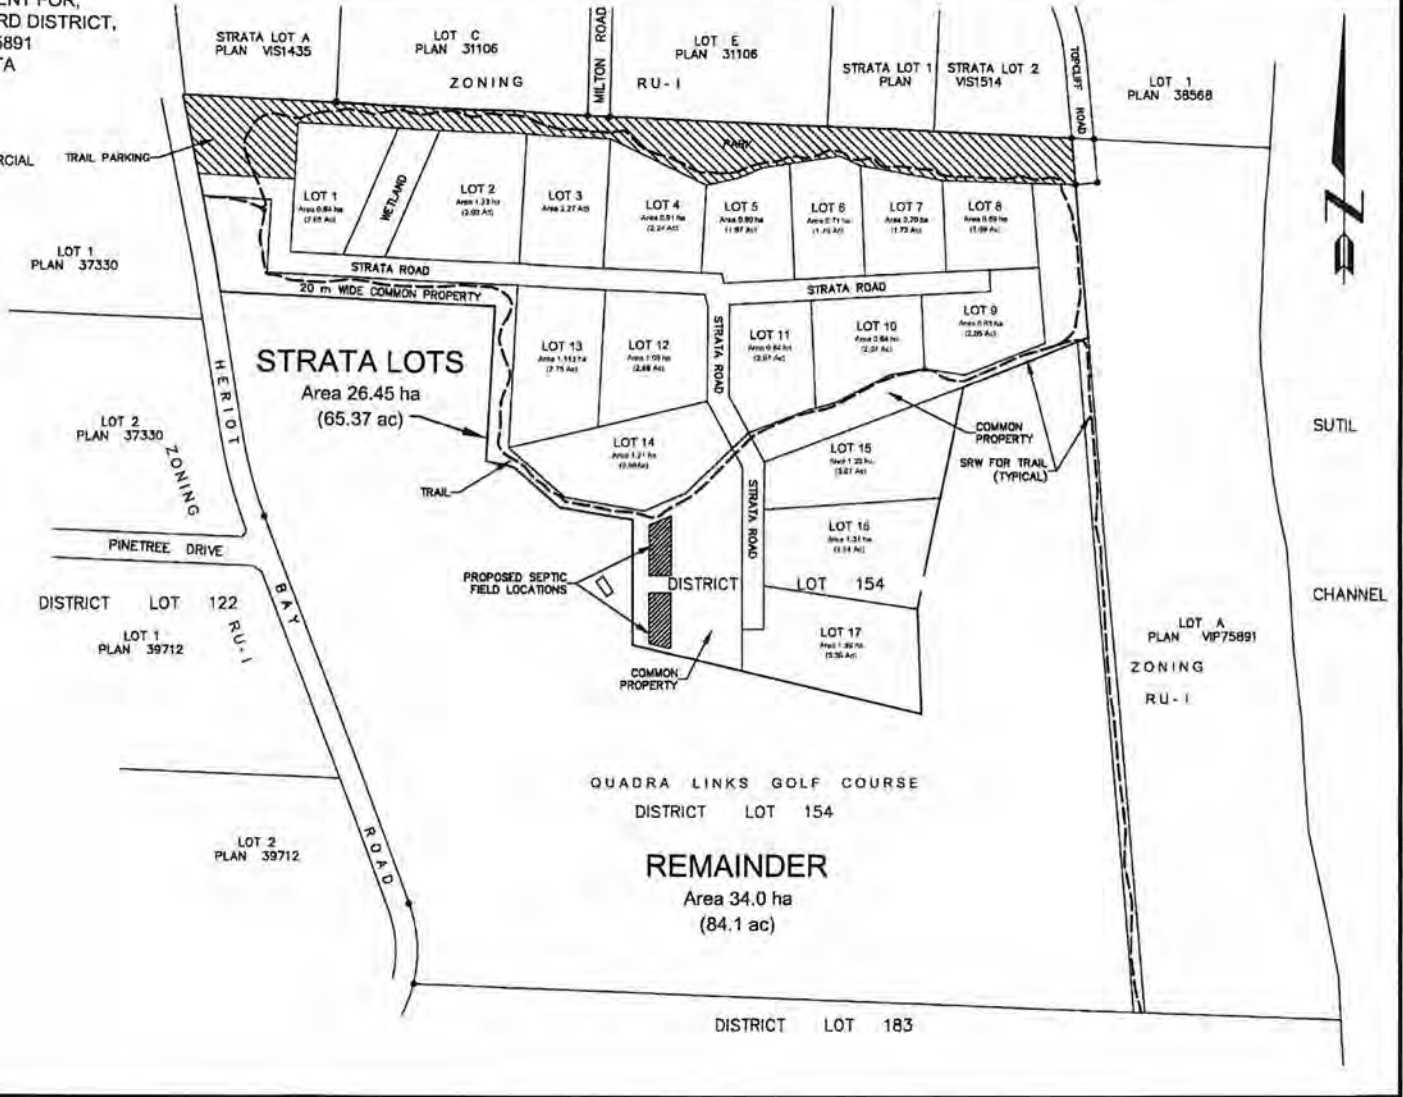 ENT FOR,
RD DISTRICT,
5891
TA
RCIAL
STRATA LOT A
PLAN VIS1435
LOT C
PLAN 31106
MILTON ROAD
LOT E
PLAN 31106
ZONING RU-I
STRATA LOT 1
PLAN
STRATA LOT 2
VIS1514
TOPCLIFF ROAD
LOT 1
PLAN 38568
TRAIL PARKING
PARK
LOT 1
WETLAND
LOT 2
LOT 3
LOT 4
LOT 5
LOT 6
LOT 7
LOT 8
LOT 1
PLAN 37330
STRATA ROAD
20 m WIDE COMMON PROPERTY
STRATA ROAD
STRATA ROAD
LOT 13
LOT 12
LOT 11
LOT 10
LOT 9
STRATA LOTS
Area 26.45 ha
(65.37 ac)
HERIOT BAY ROAD
LOT 2
PLAN 37330
ZONING
RU-I
LOT 14
TRAIL
COMMON
PROPERTY
SRW FOR TRAIL
(TYPICAL)
LOT 15
STRATA ROAD
LOT 16
SUTIL
CHANNEL
PINETREE DRIVE
PROPOSED SEPTIC
FIELD LOCATIONS
DISTRICT LOT 154
DISTRICT LOT 122
LOT 1
PLAN 39712
LOT 17
COMMON
PROPERTY
LOT A
PLAN VIP75891
ZONING
RU-I
QUADRA LINKS GOLF COURSE
DISTRICT LOT 154
REMAINDER
Area 34.0 ha
(84.1 ac)
LOT 2
PLAN 39712
DISTRICT LOT 183